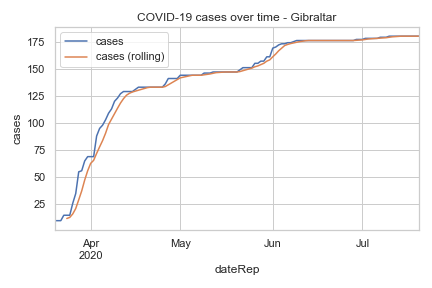 COVID-19 cases over time - Gibraltar
cases
cases (rolling)
175
150
125
100
75
50
25
cases
Apr
2020
May
Jun
Jul
dateRep